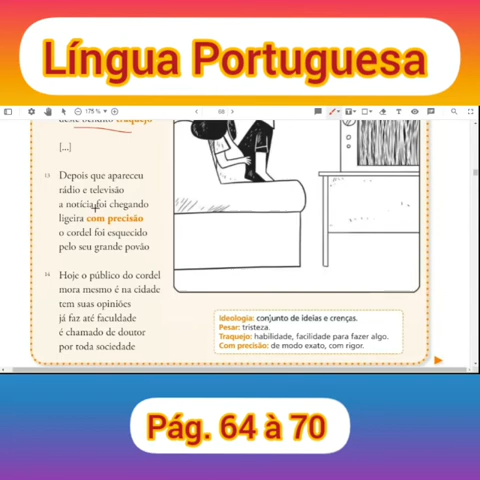 Língua Portuguesa
175 %
68
deste bendito traquejo
[...]
13 Depois que apareceu
rádio e televisão
a notícia foi chegando
ligeira com precisão
o cordel foi esquecido
pelo seu grande povão
14 Hoje o público do cordel
mora mesmo é na cidade
tem suas opiniões
já faz até faculdade
é chamado de doutor
por toda sociedade
Ideologia: conjunto de ideias e crenças.
Pesar: tristeza.
Traquejo: habilidade, facilidade para fazer algo.
Com precisão: de modo exato, com rigor.
Pág. 64 à 70